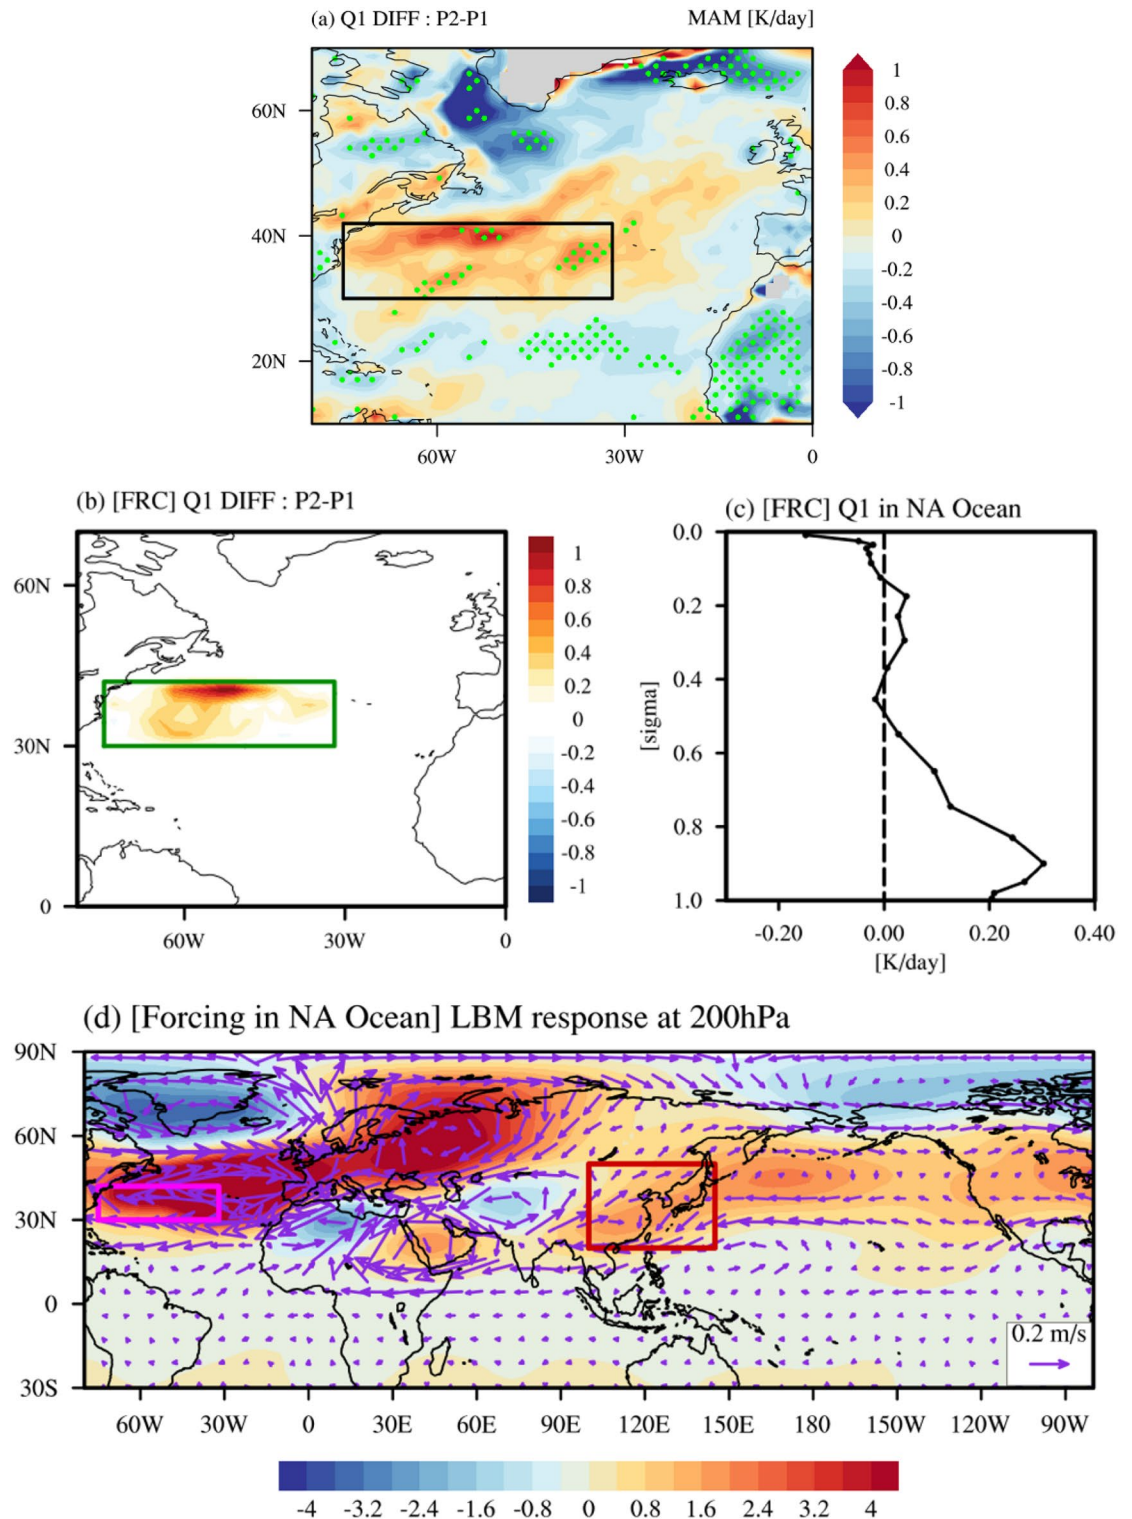 (a) Q1 DIFF : P2-P1 MAM [K/day]
60N
40N
20N
60W 30W 0
1
0.8
0.6
0.4
0.2
0
-0.2
-0.4
-0.6
-0.8
-1
(b) [FRC] Q1 DIFF : P2-P1
60N
30N
0
60W 30W 0
1
0.8
0.6
0.4
0.2
0
-0.2
-0.4
-0.6
-0.8
-1
(c) [FRC] Q1 in NA Ocean
[sigma]
0.0
0.2
0.4
0.6
0.8
1.0
-0.20 0.00 0.20 0.40
[K/day]
(d) [Forcing in NA Ocean] LBM response at 200hPa
90N
60N
30N
0
30S
0.2 m/s
60W 30W 0 30E 60E 90E 120E 150E 180 150W 120W 90W
-4 -3.2 -2.4 -1.6 -0.8 0 0.8 1.6 2.4 3.2 4